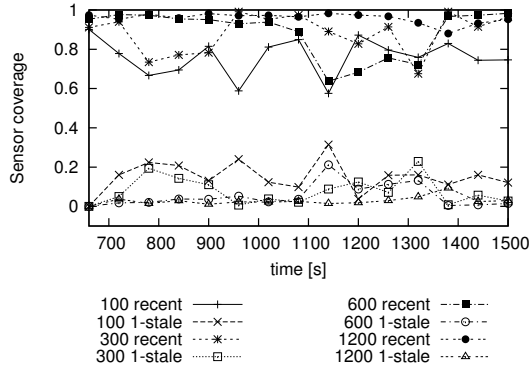 1
0.8
0.6
0.4
0.2
0
Sensor coverage
700 800 900 1000 1100 1200 1300 1400 1500
time [s]
100 recent
100 1-stale
300 recent
300 1-stale
600 recent
600 1-stale
1200 recent
1200 1-stale